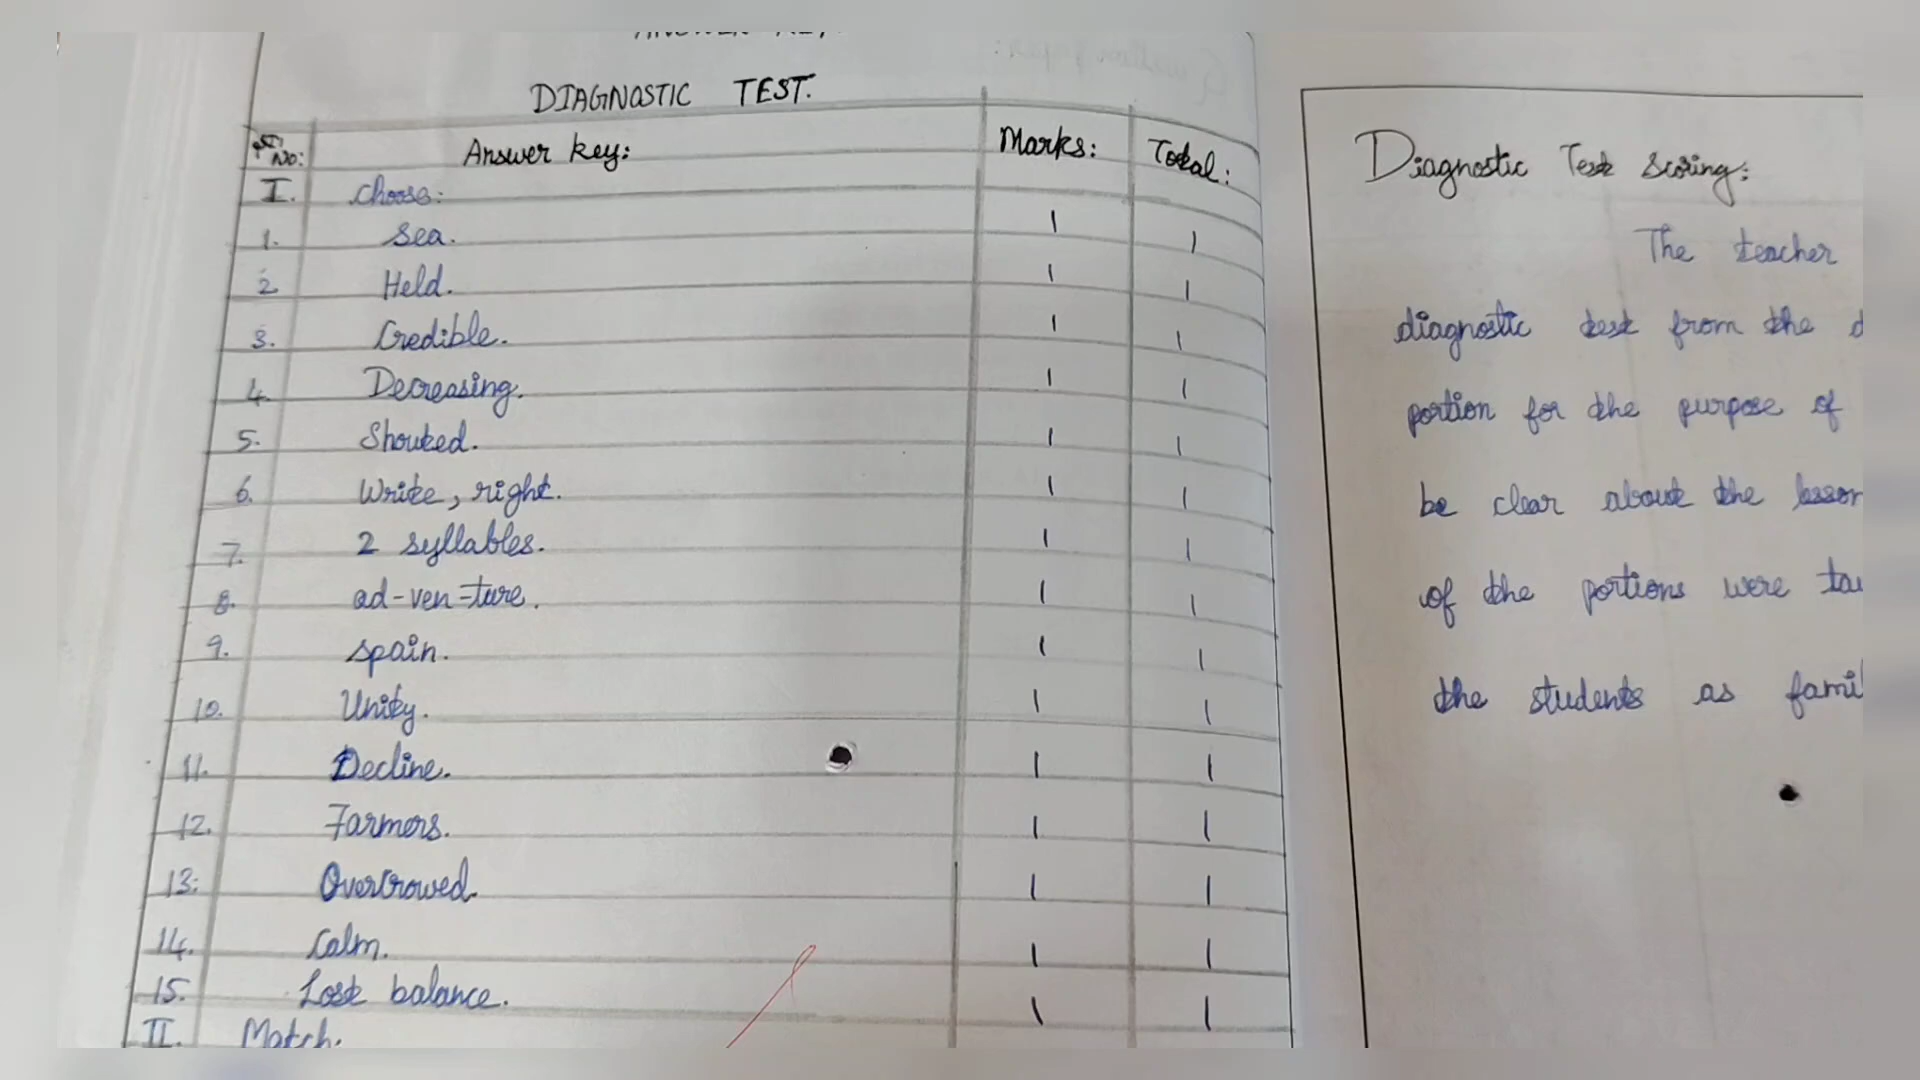 ANSWER KEY
DIAGNOSTIC TEST.
No: Answer key: Marks: Total:
I. Choose:
1. Sea. 1 1
2 Held. 1 1
3. Credible. 1 1
4. Decreasing. 1 1
5. Shouted. 1 1
6. Write, right. 1 1
7. 2 syllables. 1 1
8. ad-ven-ture. 1 1
9. Spain. 1 1
10. Unity. 1 1
11. Decline. 1 1
12. Farmers. 1 1
13. Overcrowed. 1 1
14. Calm. 1 1
15. Lost balance. 1 1
II. Match.
Diagnostic Test Scoring:
The teacher
diagnostic test from the
portion for the purpose of
be clear about the lesson
of the portions were
the students as